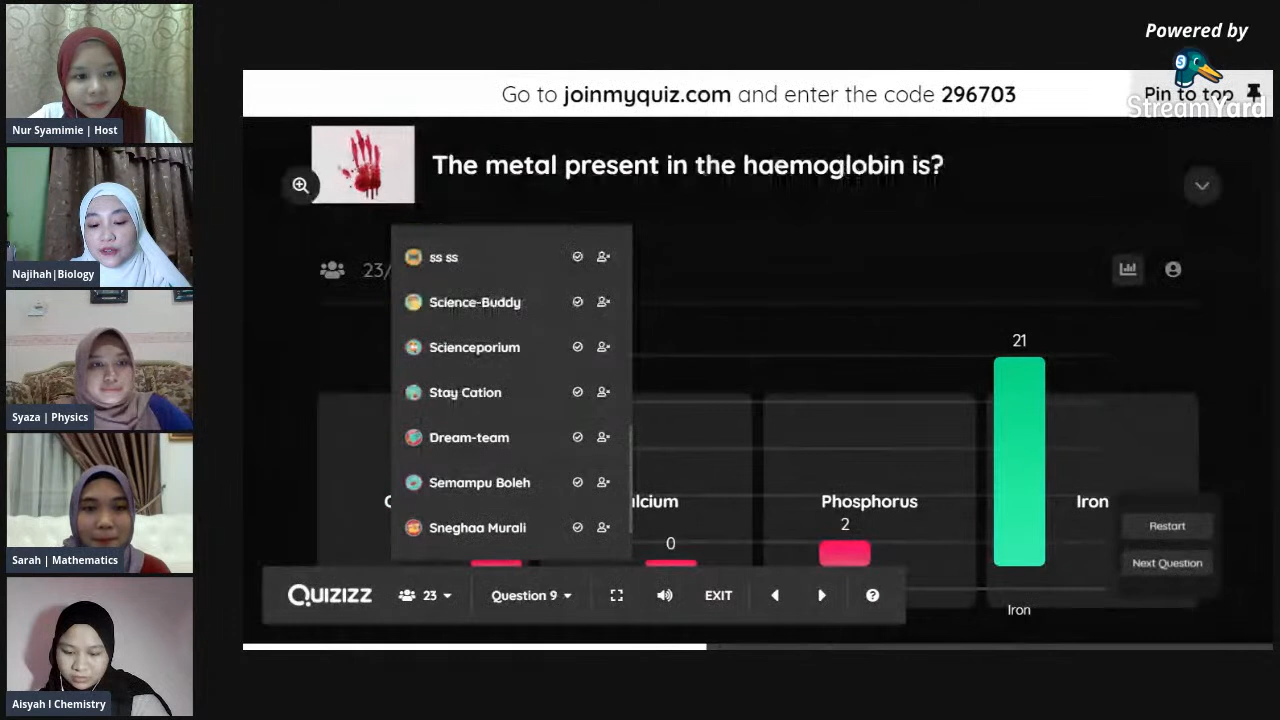 Powered by
StreamYard
Nur Syamimie | Host
Najihah|Biology
Syaza | Physics
Sarah | Mathematics
Aisyah I Chemistry
Go to joinmyquiz.com and enter the code 296703
Pin to top
The metal present in the haemoglobin is?
23/
ss ss
Science-Buddy
Scienceporium
Stay Cation
Dream-team
Semampu Boleh
Sneghaa Murali
21
Phosphorus
Iron
2
0
Restart
Next Question
QUIZIZZ
23
Question 9
EXIT
Iron